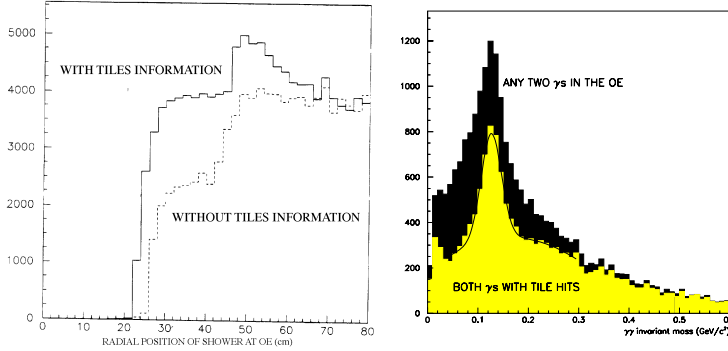 5000
4000
3000
2000
1000
0
WITH TILES INFORMATION
WITHOUT TILES INFORMATION
0 10 20 30 40 50 60 70 80
RADIAL POSITION OF SHOWER AT OE (cm)
1200
1000
800
600
400
200
0
ANY TWO γs IN THE OE
BOTH γs WITH TILE HITS
0 0.1 0.2 0.3 0.4 0.5
γγ invariant mass (GeV/c²